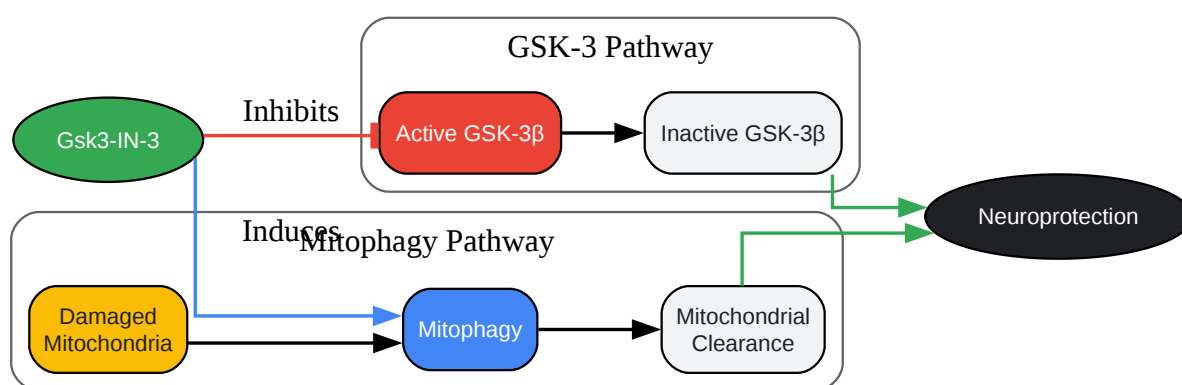 GSK-3 Pathway
Inhibits
Gsk3-IN-3
Active GSK-3β
Inactive GSK-3β
Neuroprotection
Induces
Mitophagy Pathway
Damaged
Mitochondria
Mitophagy
Mitochondrial
Clearance